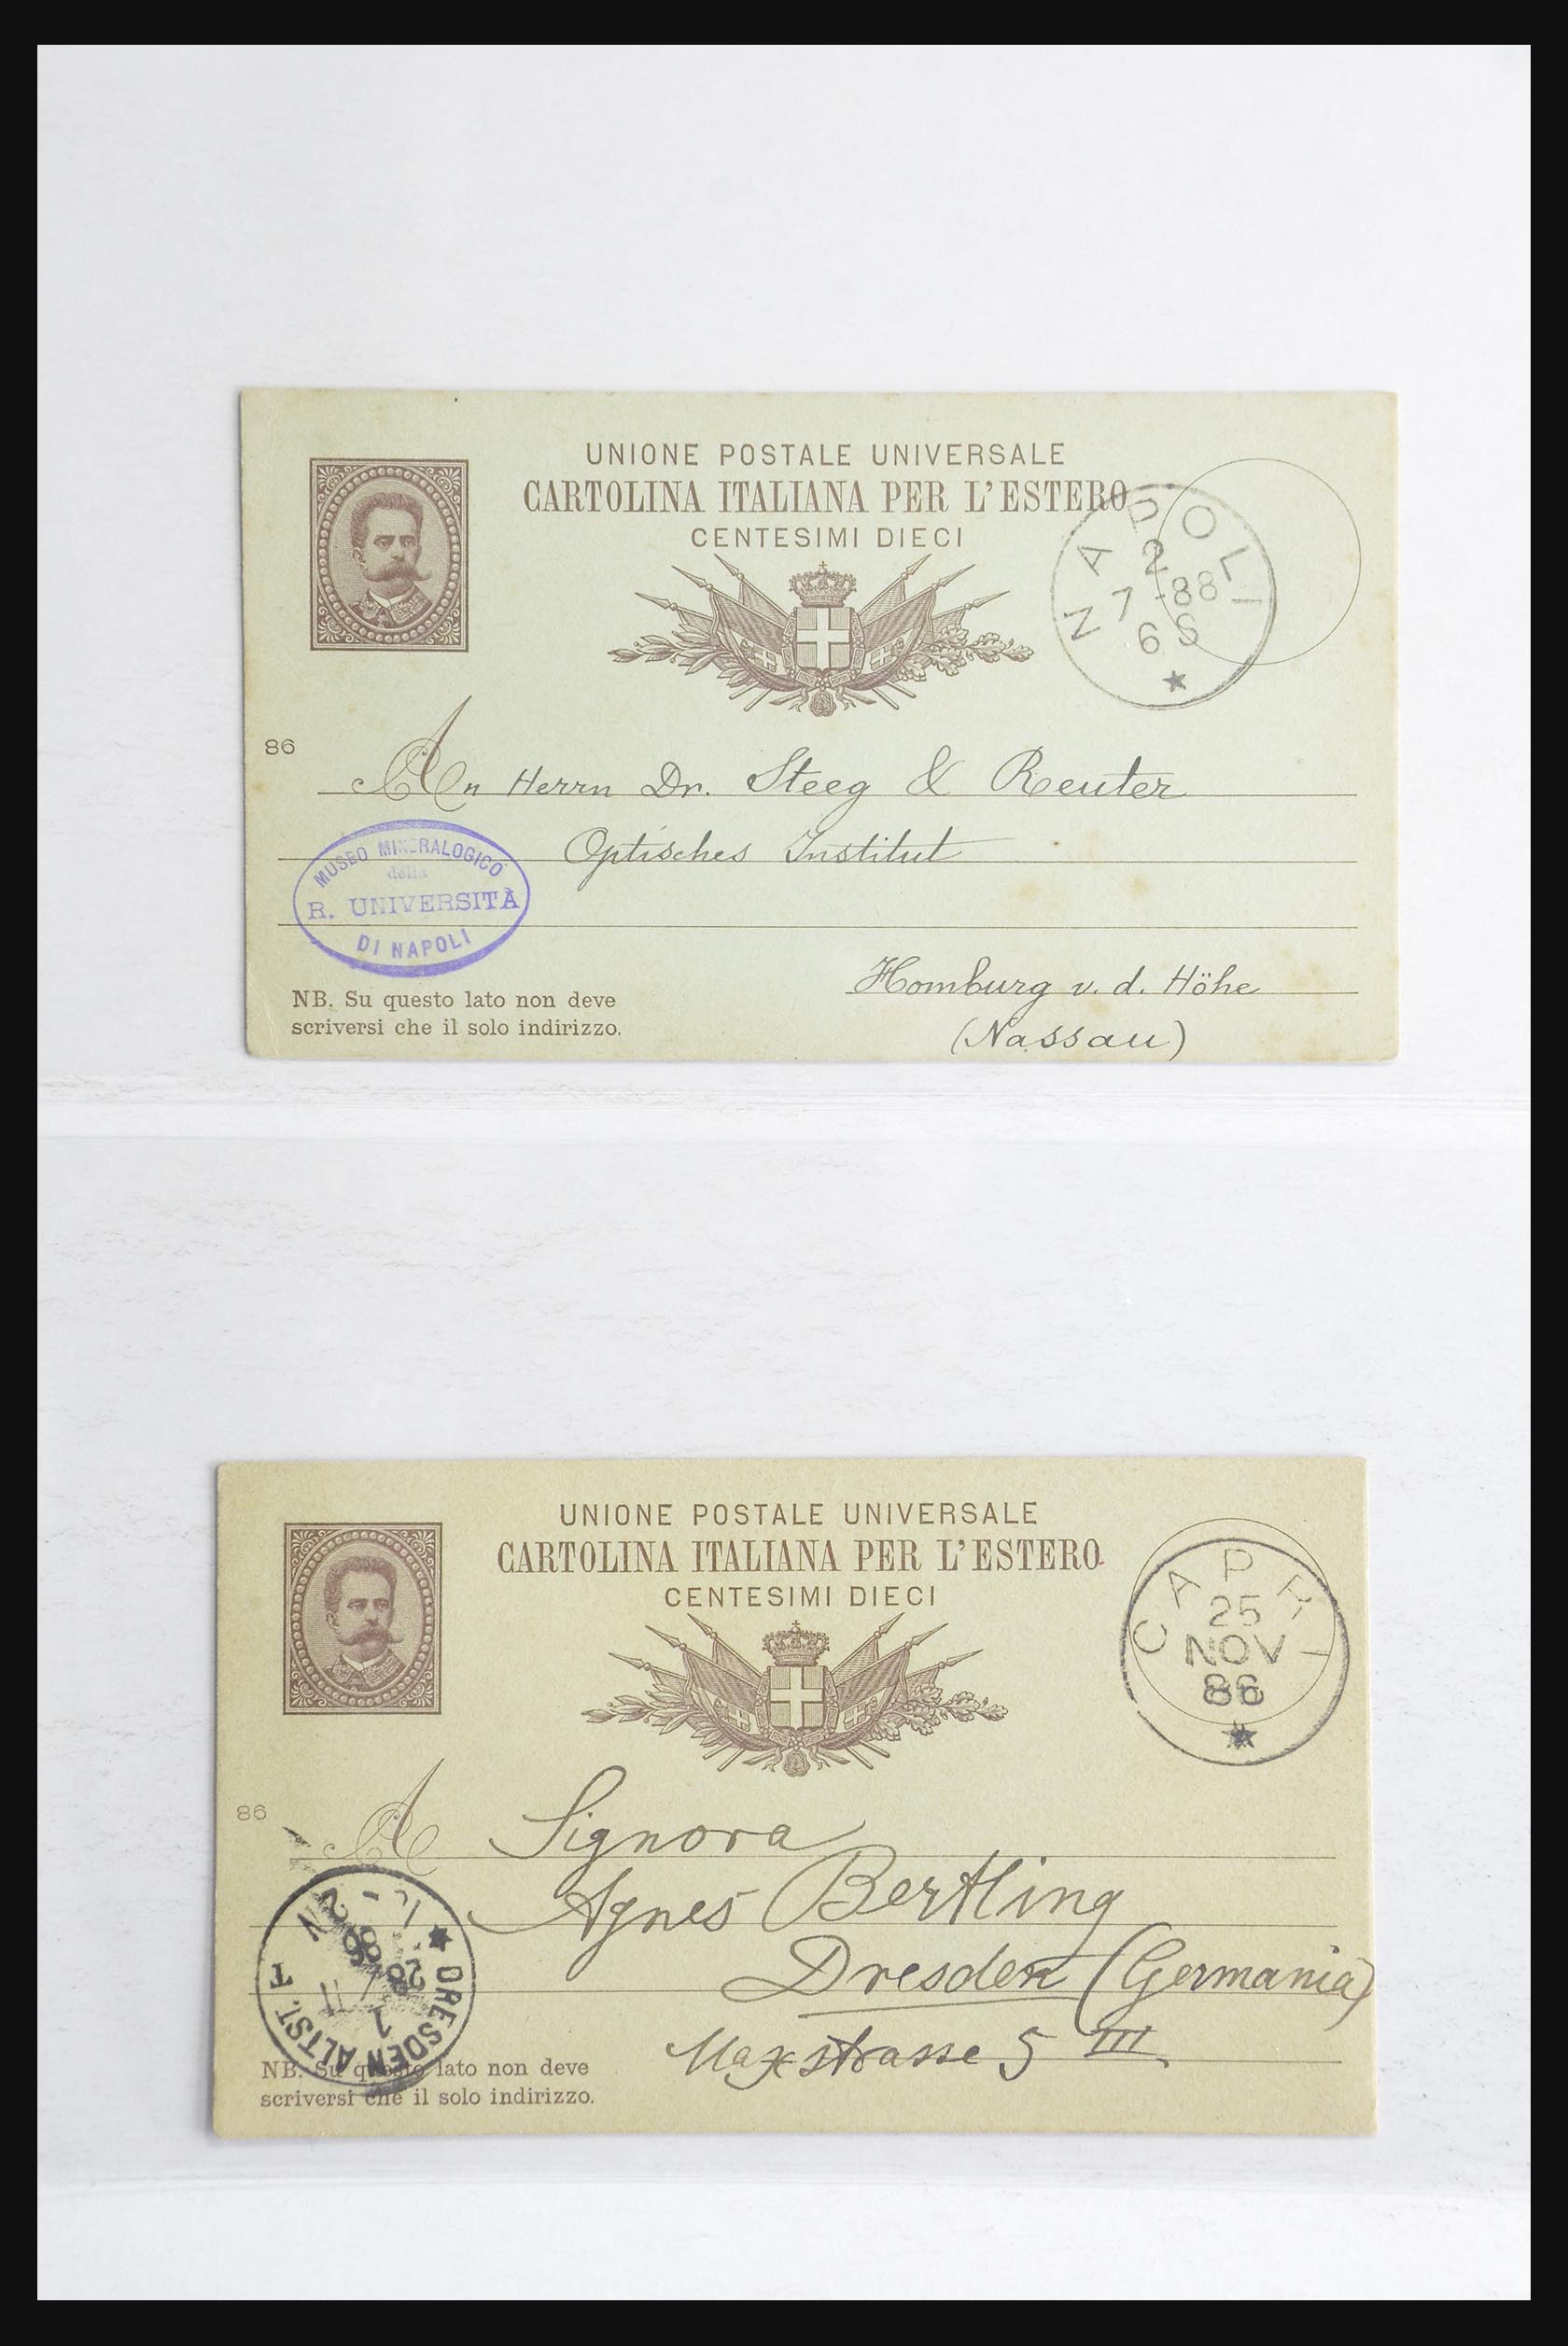 UNIONE POSTALE UNIVERSALE
CARTOLINA ITALIANA PER L'ESTERO
CENTESIMI DIECI
NAPOLI
2
7 -88
6 S
86
An Herrn Dr. Steeg & Reuter
Optisches Institut
MUSEO MINERALOGICO
della
R. UNIVERSITÀ
DI NAPOLI
Homburg v. d. Höhe
(Nassau)
NB. Su questo lato non deve
scriversi che il solo indirizzo.
UNIONE POSTALE UNIVERSALE
CARTOLINA ITALIANA PER L'ESTERO
CENTESIMI DIECI
CAPRI
25
NOV
86
86
A Signora
Agnes Bertling
Dresden (Germania)
Maxstrasse 5 III
DRESDEN ALTST.
T
1
28/11
86
NB. Su questo lato non deve
scriversi che il solo indirizzo.